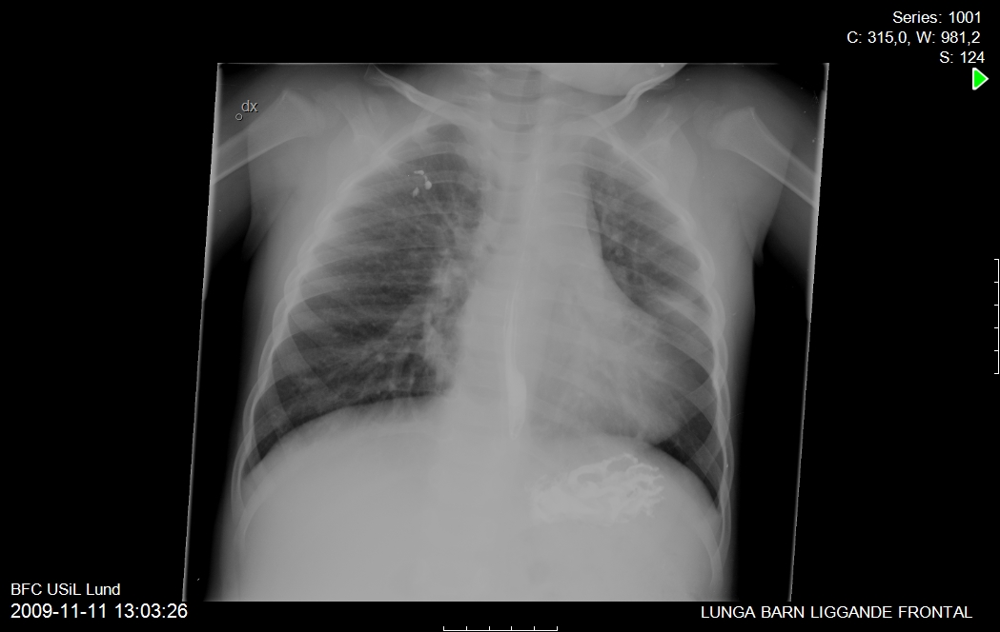 Series: 1001
C: 315,0, W: 981,2
S: 124
dx
BFC USiL Lund
2009-11-11 13:03:26
LUNGA BARN LIGGANDE FRONTAL